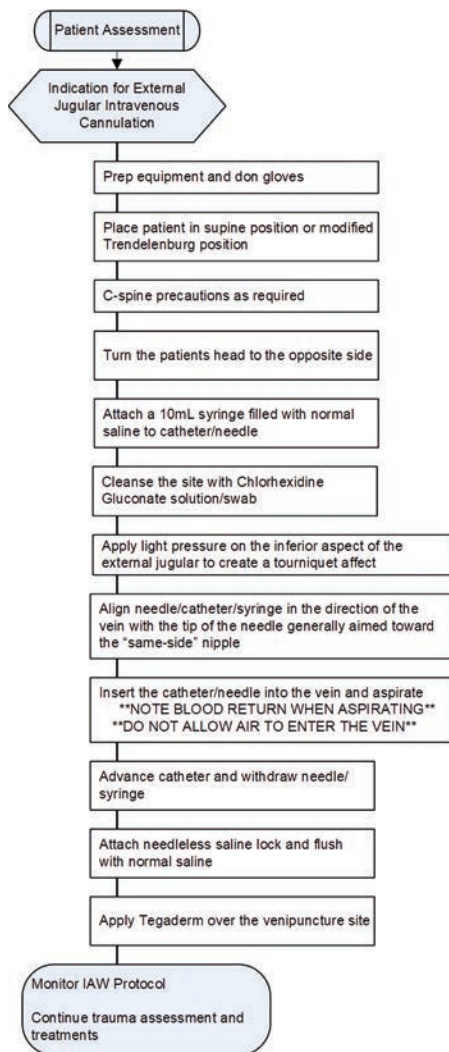 Patient Assessment
Indication for External
Jugular Intravenous
Cannulation
Prep equipment and don gloves
Place patient in supine position or modified
Trendelenburg position
C-spine precautions as required
Turn the patients head to the opposite side
Attach a 10mL syringe filled with normal
saline to catheter/needle
Cleanse the site with Chlorhexidine
Gluconate solution/swab
Apply light pressure on the inferior aspect of the
external jugular to create a tourniquet affect
Align needle/catheter/syringe in the direction of the
vein with the tip of the needle generally aimed toward
the “same-side” nipple
Insert the catheter/needle into the vein and aspirate
**NOTE BLOOD RETURN WHEN ASPIRATING**
**DO NOT ALLOW AIR TO ENTER THE VEIN**
Advance catheter and withdraw needle/
syringe
Attach needleless saline lock and flush
with normal saline
Apply Tegaderm over the venipuncture site
Monitor IAW Protocol
Continue trauma assessment and
treatments